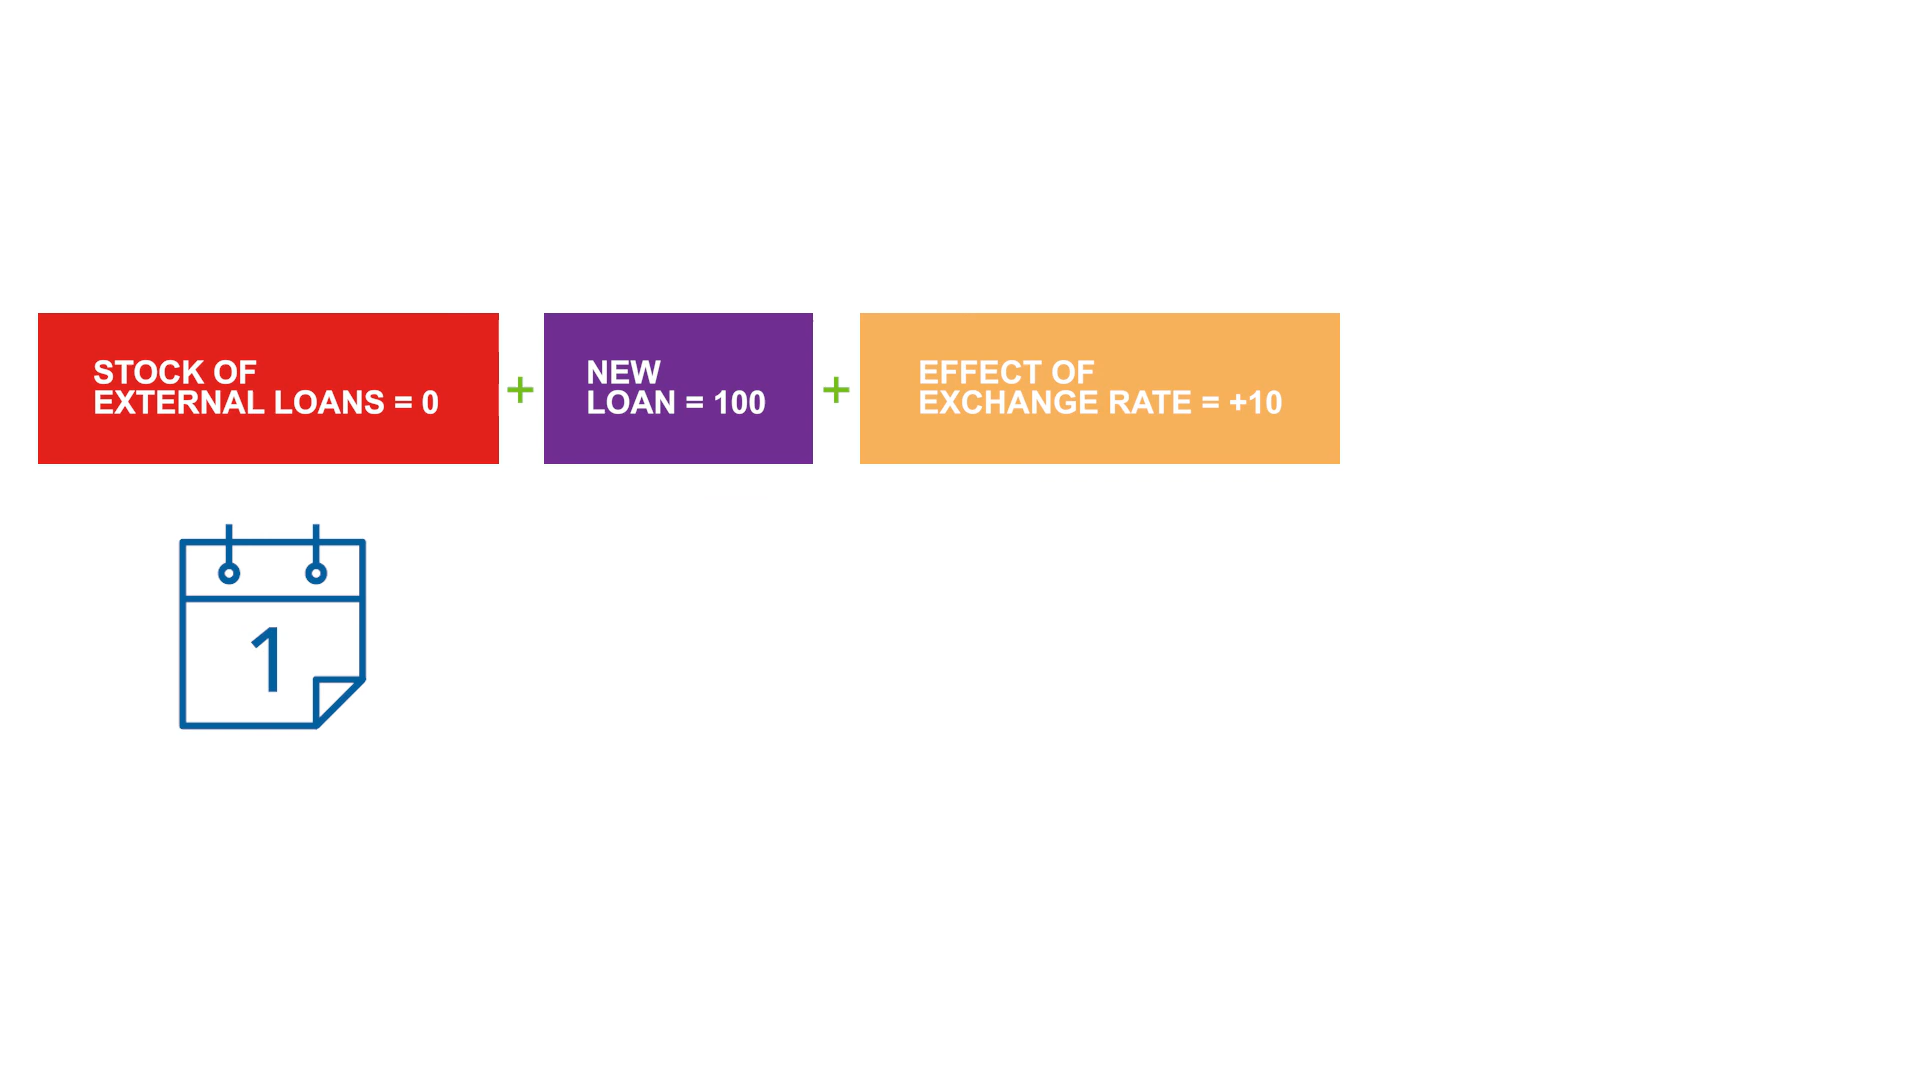 STOCK OF
EXTERNAL LOANS = 0
+
NEW
LOAN = 100
+
EFFECT OF
EXCHANGE RATE = +10
1